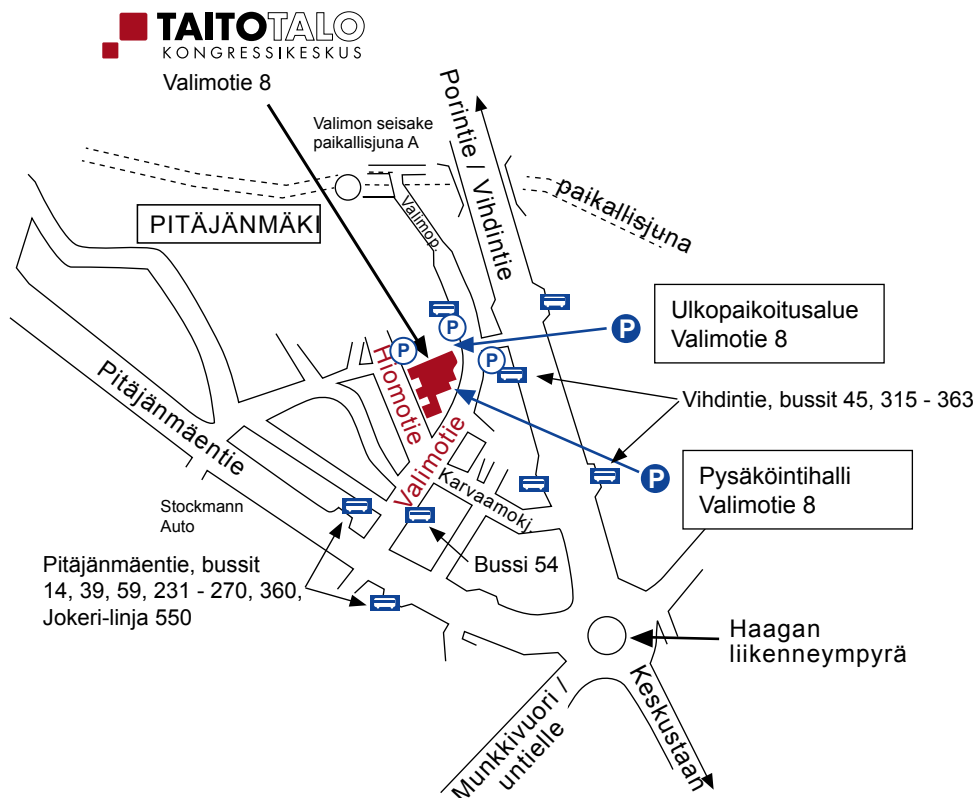 TAITOTALO
KONGRESSIKESKUS
Valimotie 8
Valimon seisake
paikallisjuna A
Porintie / Vihdintie
paikallisjuna
PITÄJÄNMÄKI
Valimop.
P
P
P
P
Ulkopaikoitusalue
Valimotie 8
Hiomotie
Pitäjänmäentie
Vihdintie, bussit 45, 315 - 363
Valimotie
Karvaamokj.
P
Pysäköintihalli
Valimotie 8
Stockmann
Auto
Pitäjänmäentie, bussit
14, 39, 59, 231 - 270, 360,
Jokeri-linja 550
Bussi 54
Haagan
liikenneympyrä
Munkkivuori /
untielle
Keskustaan